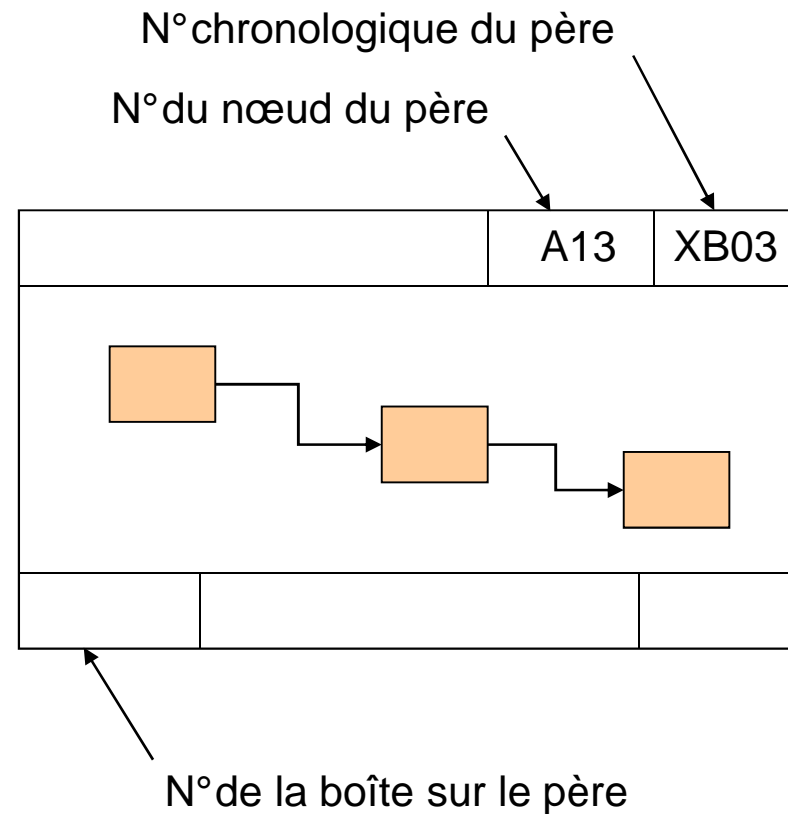 N° chronologique du père
N° du nœud du père
A13 XB03
N° de la boîte sur le père